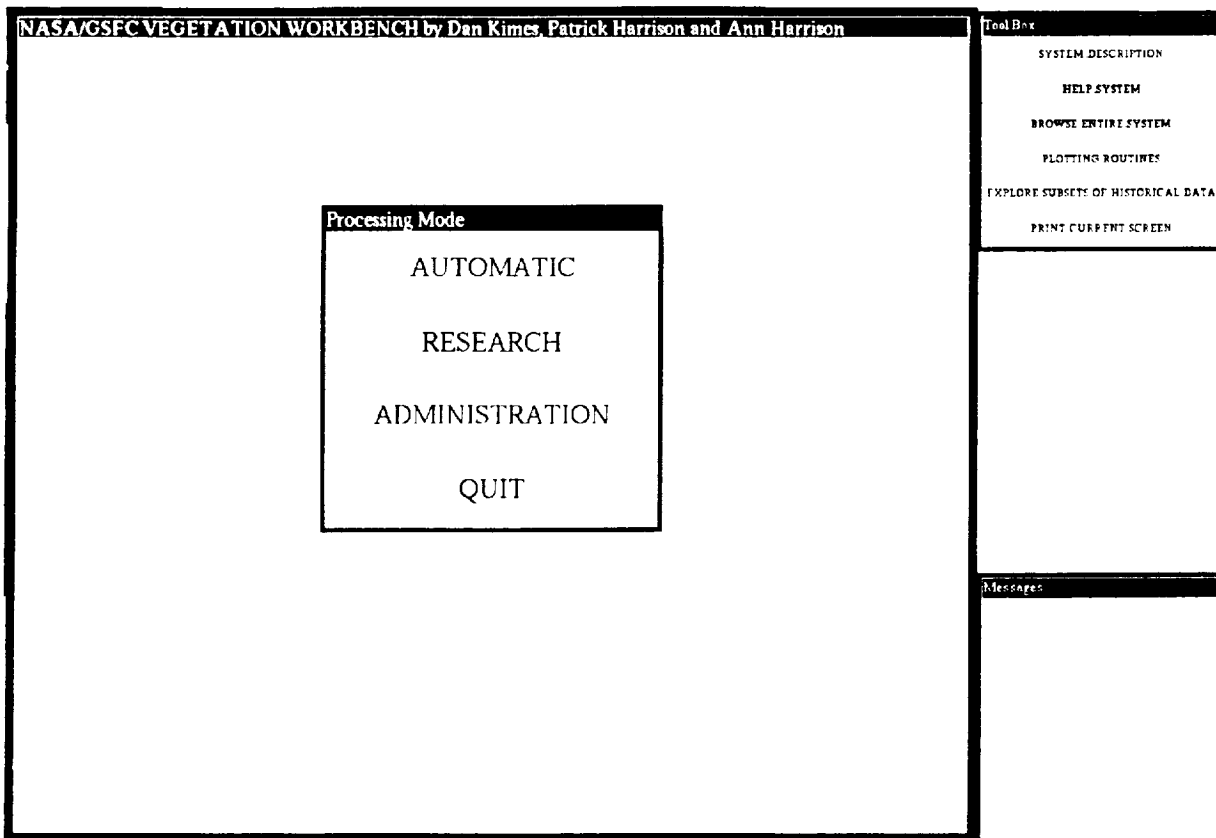 NASA/GSFC VEGETATION WORKBENCH by Dan Kimes, Patrick Harrison and Ann Harrison
Processing Mode
AUTOMATIC
RESEARCH
ADMINISTRATION
QUIT
Tool Box
SYSTEM DESCRIPTION
HELP SYSTEM
BROWSE ENTIRE SYSTEM
PLOTTING ROUTINES
EXPLORE SUBSETS OF HISTORICAL DATA
PRINT CURRENT SCREEN
Messages